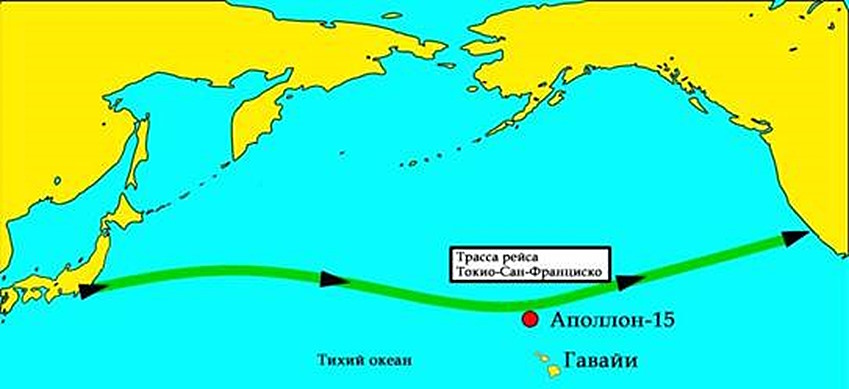 Трасса рейса
Токио-Сан-Франциско
Аполлон-15
Тихий океан
Гавайи